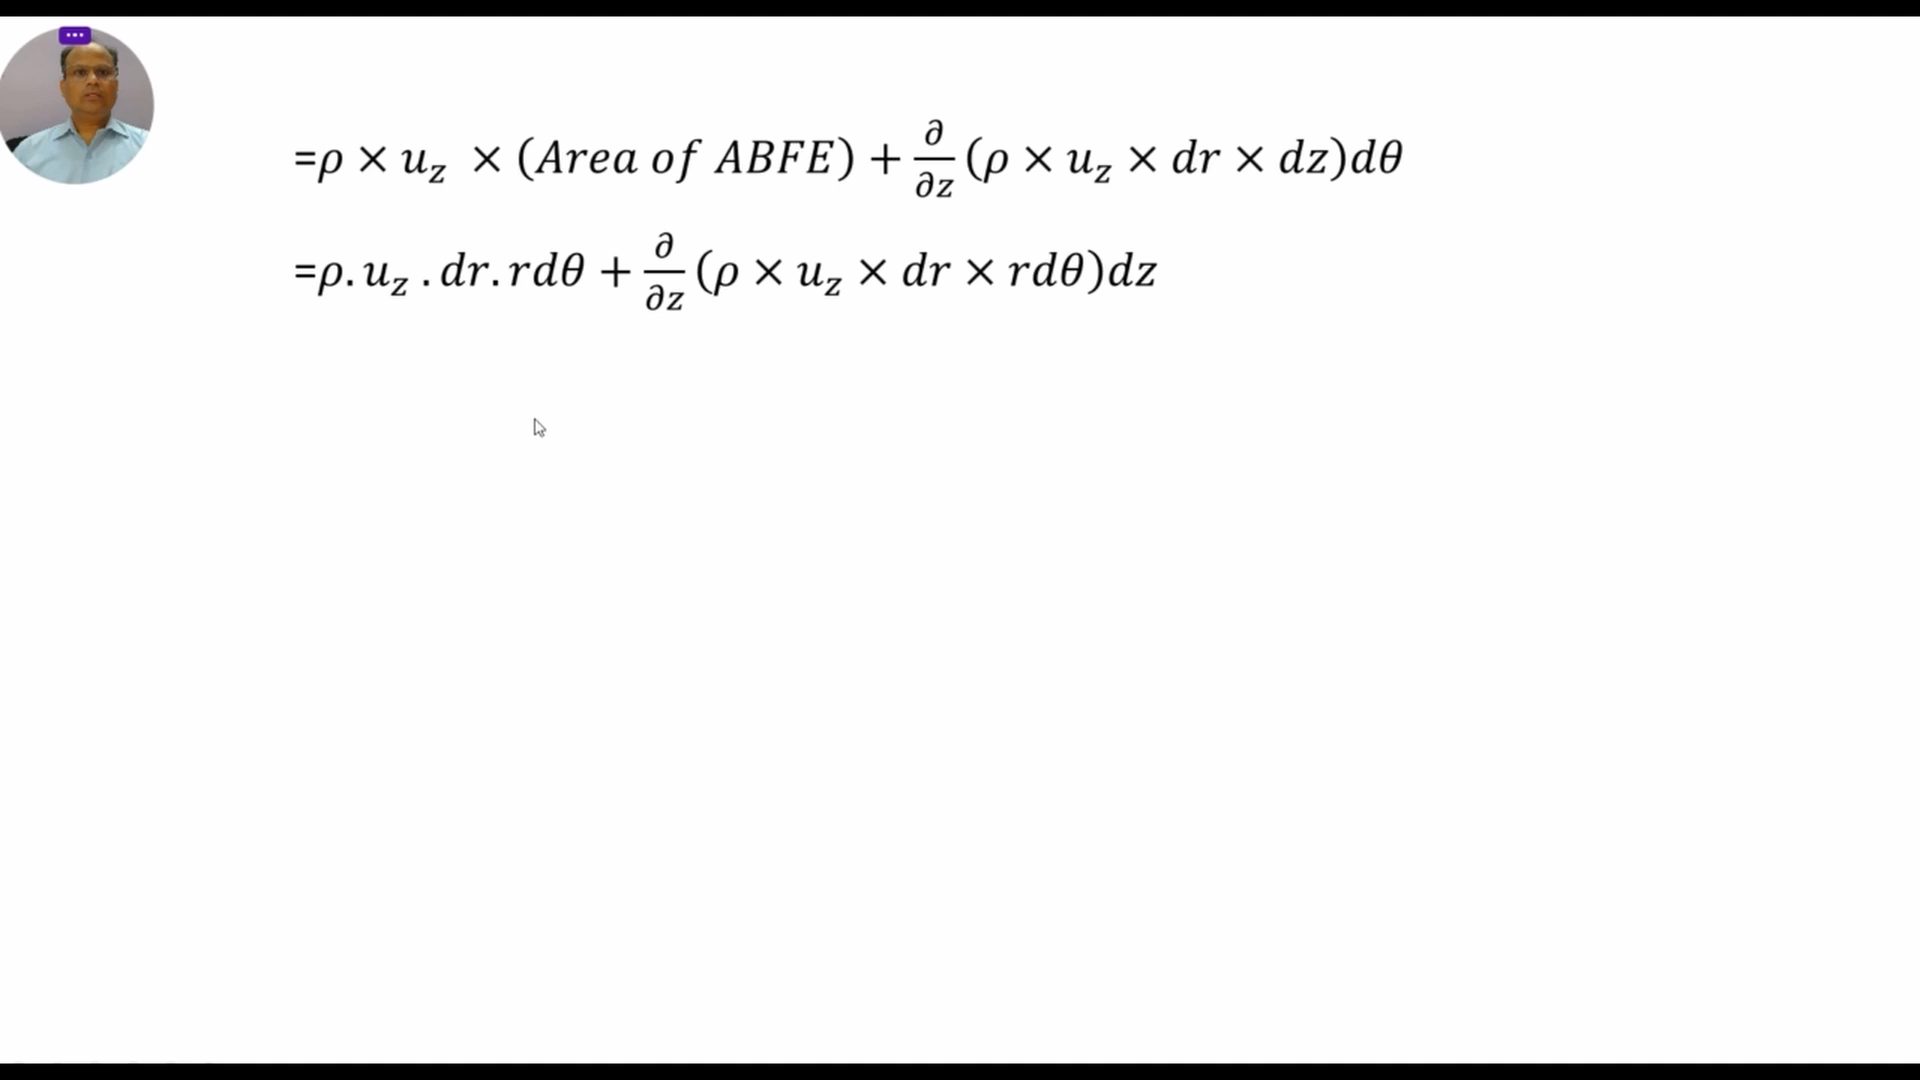 =ρ × u_z × (Area of ABFE) + ∂/∂z (ρ × u_z × dr × dz)dθ
=ρ. u_z . dr. rdθ + ∂/∂z (ρ × u_z × dr × rdθ)dz